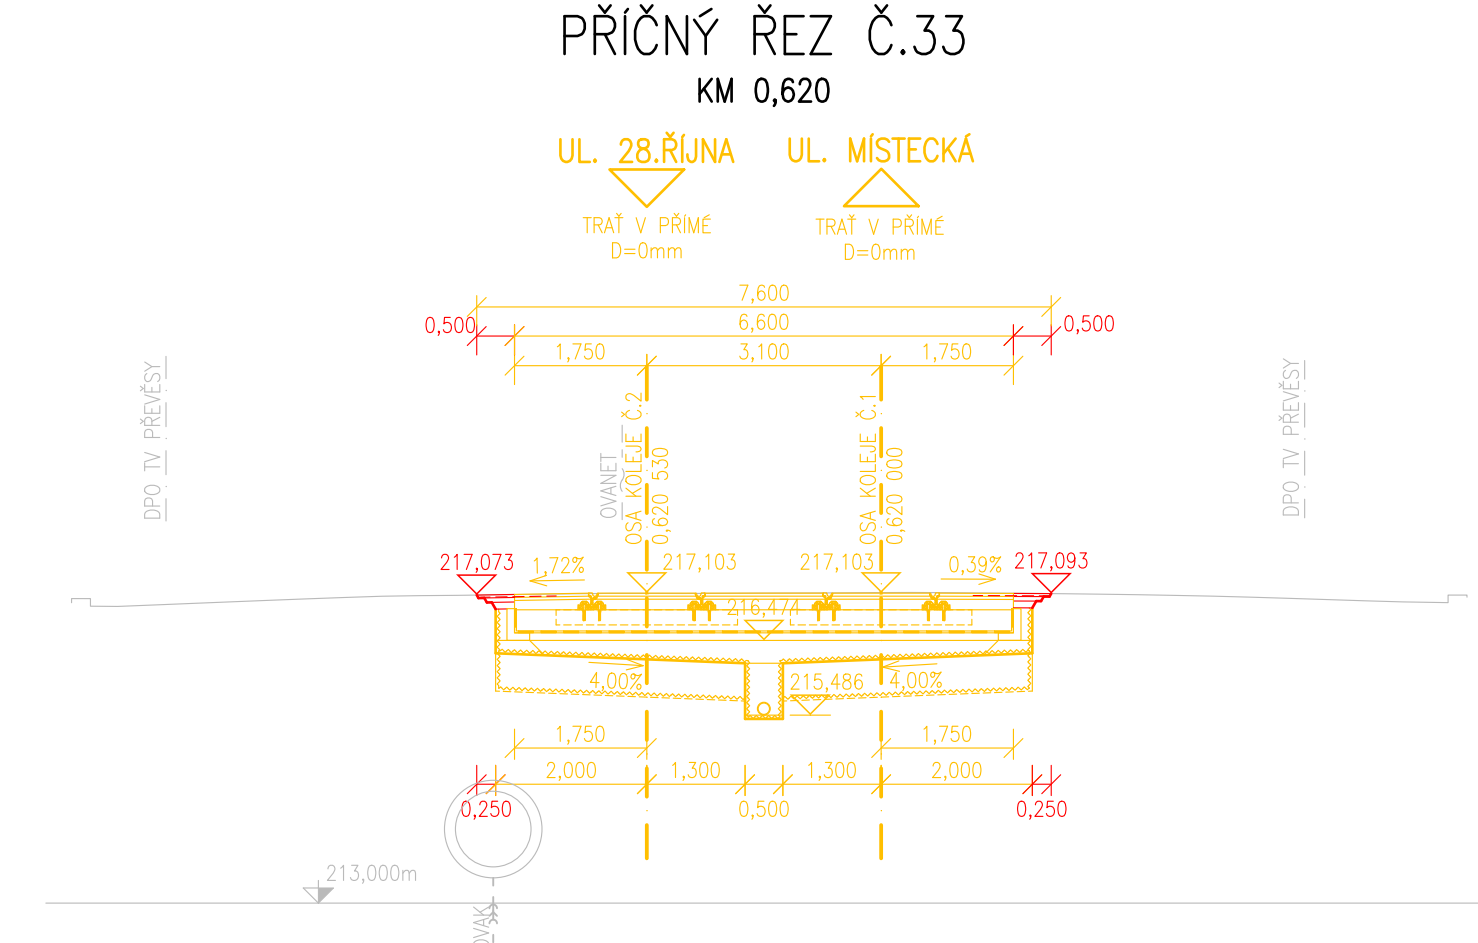 PŘÍČNÝ ŘEZ Č.33
KM 0,620
UL. 28.ŘÍJNA
UL. MÍSTECKÁ
TRAŤ V PŘÍMÉ
D=0mm
TRAŤ V PŘÍMÉ
D=0mm
7,600
0,500
6,600
0,500
1,750
3,100
1,750
DPO TV PŘEVĚSY
OVANET
OSA KOLEJE Č.2
0,620 530
OSA KOLEJE Č.1
0,620 000
DPO TV PŘEVĚSY
217,073
1,72%
217,103
217,103
0,39%
217,093
216,474
4,00%
215,486
4,00%
1,750
1,750
2,000
1,300
1,300
2,000
0,250
0,500
0,250
213,000m
OVAK